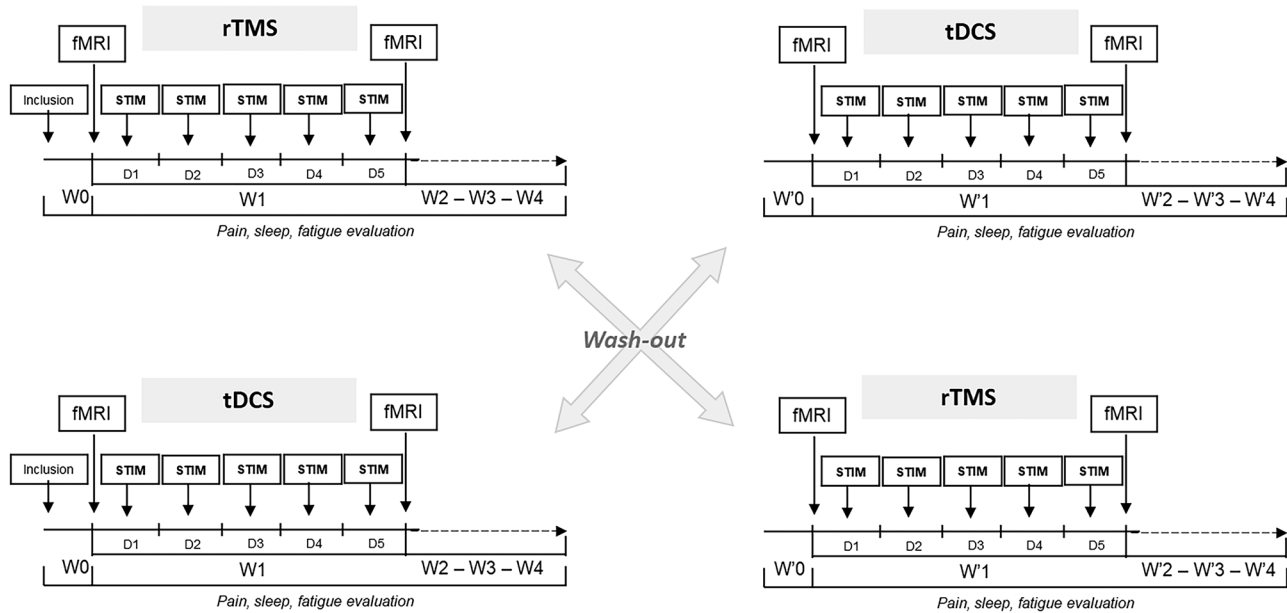 rTMS
fMRI
fMRI
Inclusion
STIM
STIM
STIM
STIM
STIM
D1
D2
D3
D4
D5
W0
W1
W2 – W3 – W4
Pain, sleep, fatigue evaluation
tDCS
fMRI
fMRI
STIM
STIM
STIM
STIM
STIM
D1
D2
D3
D4
D5
W'0
W'1
W'2 – W'3 – W'4
Pain, sleep, fatigue evaluation
Wash-out
tDCS
fMRI
fMRI
Inclusion
STIM
STIM
STIM
STIM
STIM
D1
D2
D3
D4
D5
W0
W1
W2 – W3 – W4
Pain, sleep, fatigue evaluation
rTMS
fMRI
fMRI
STIM
STIM
STIM
STIM
STIM
D1
D2
D3
D4
D5
W'0
W'1
W'2 – W'3 – W'4
Pain, sleep, fatigue evaluation